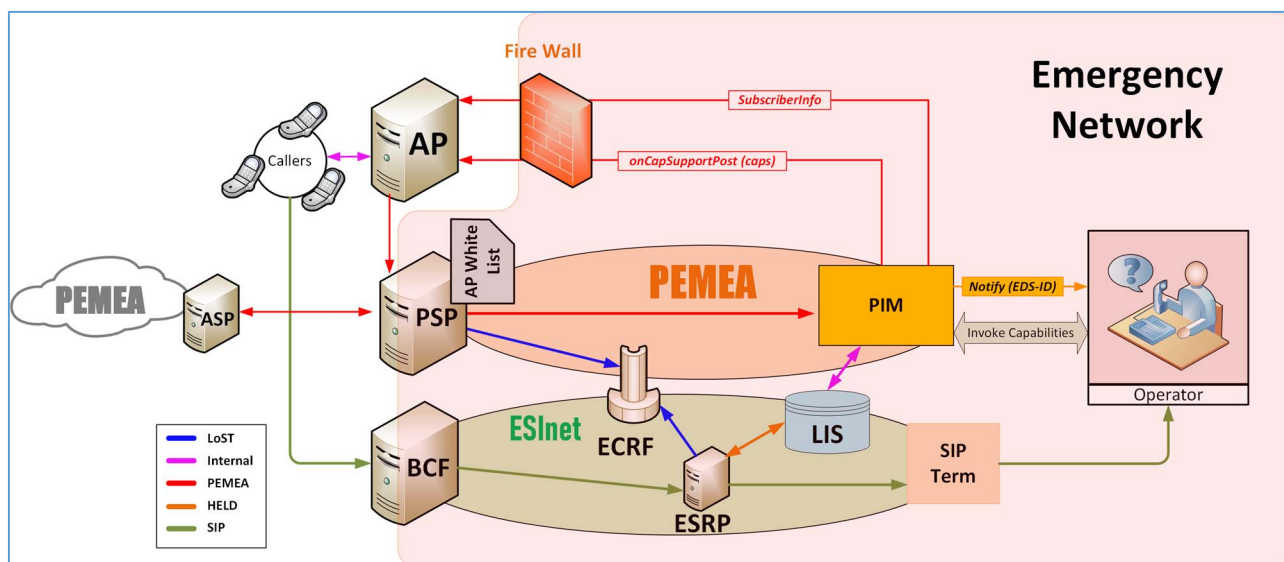 Fire Wall
Emergency
Network
SubscriberInfo
AP
Callers
onCapSupportPost (caps)
AP White
List
PEMEA
PEMEA
ASP
PSP
PIM
Notify (EDS-ID)
Invoke Capabilities
Operator
ESInet
ECRF
LIS
BCF
ESRP
SIP
Term
LoST
Internal
PEMEA
HELD
SIP